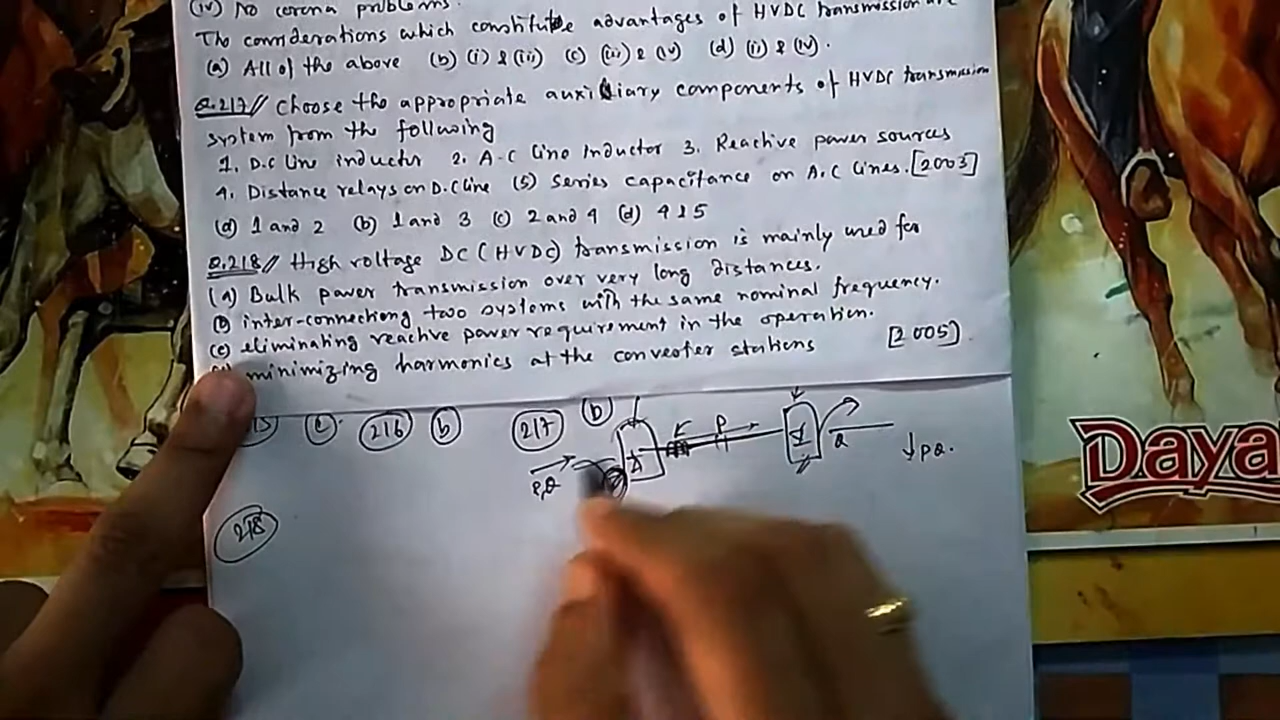 (iv) No corona problems.
The considerations which constitute advantages of HVDC transmission are
(a) All of the above (b) (i) & (iii) (c) (iii) & (iv) (d) (i) & (iv).
Q.217// Choose the appropriate auxiliary components of HVDC transmission
system from the following
1. D.C Line inductor 2. A.C Line Inductor 3. Reactive power sources
4. Distance relays on D.C line (5) Series capacitance on A.C lines. [2003]
(a) 1 and 2 (b) 1 and 3 (c) 2 and 4 (d) 4 & 5
Q.218// High voltage DC (HVDC) transmission is mainly used for
(a) Bulk power transmission over very long distances.
(b) inter-connecting two systems with the same nominal frequency.
(c) eliminating reactive power requirement in the operation.
minimizing harmonics at the converter stations [2005]
(c). 216 (b) 217 (b)
P
P,Q
Q
↓PQ.
218
Daya